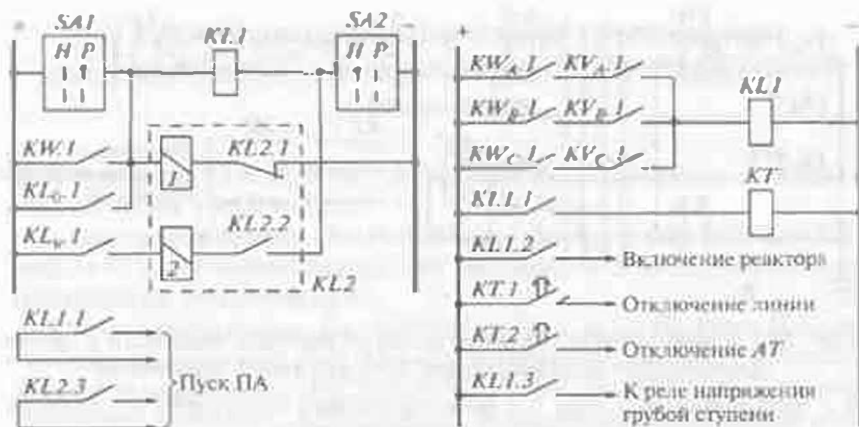 SA1
SA2
H P
KL1
H P
KW.1
1
KL2.1
KL₀.1
2
KL2.2
KL2
KL1.1
KL2.3
Пуск ПА
+
−
KW_A.1 KV_A.1
KL1
KW_B.1 KV_B.1
KW_C.1 KV_C.1
KT
KL1.1
KL1.2
Включение реактора
KT.1
Отключение линии
KT.2
Отключение АТ
KL1.3
К реле напряжения
грубой ступени